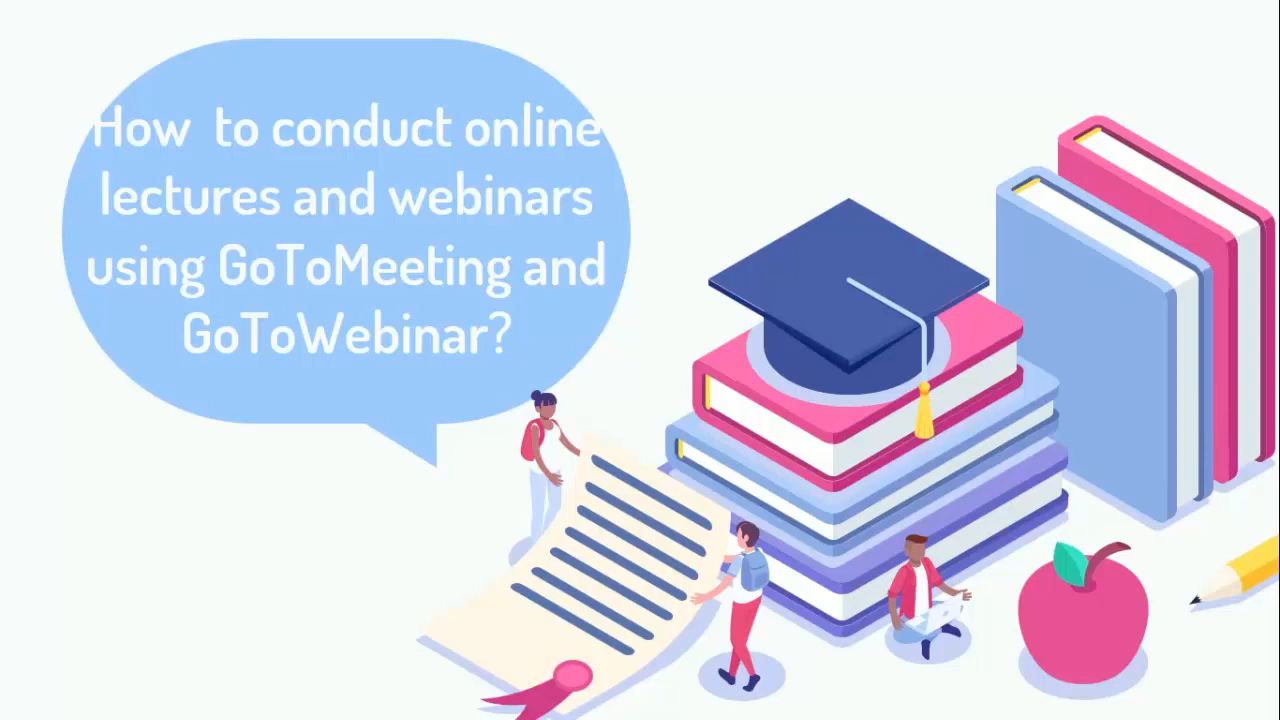 How to conduct online
lectures and webinars
using GoToMeeting and
GoToWebinar?